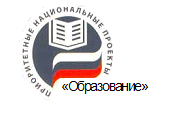 ПРИОРИТЕТНЫЕ НАЦИОНАЛЬНЫЕ ПРОЕКТЫ
«Образование»